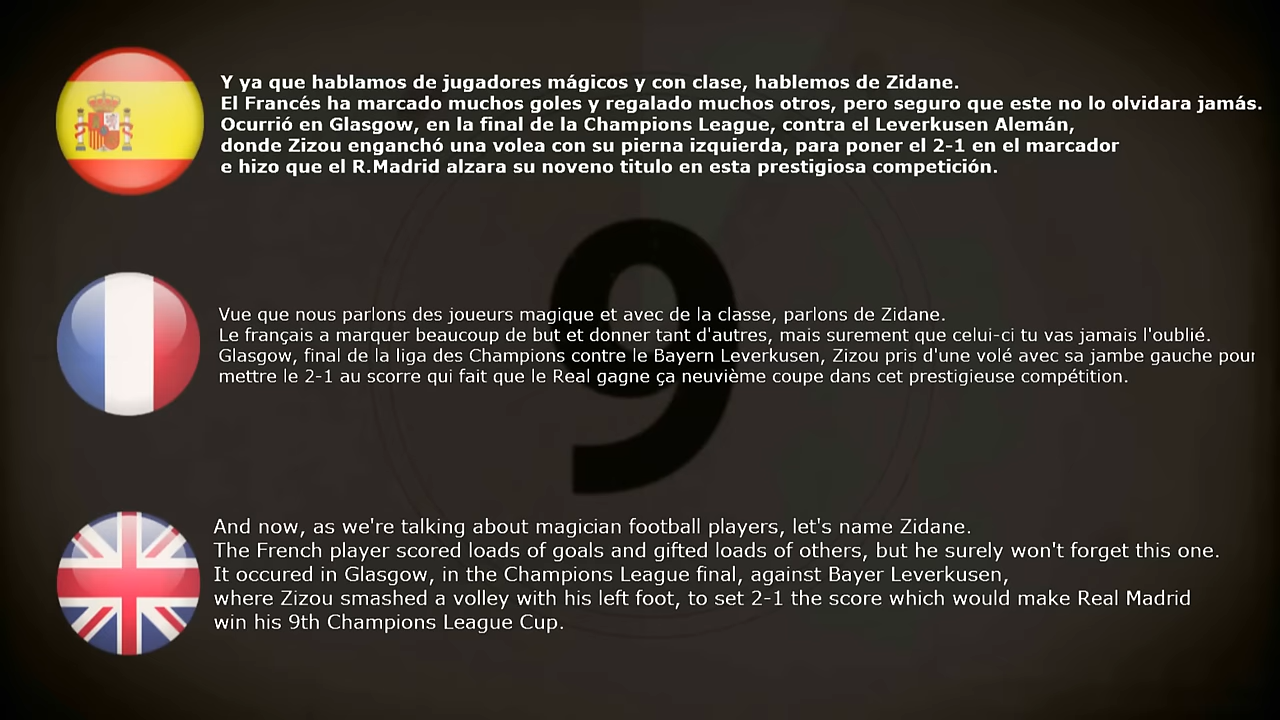 Y ya que hablamos de jugadores mágicos y con clase, hablemos de Zidane.
El Francés ha marcado muchos goles y regalado muchos otros, pero seguro que este no lo olvidara jamás.
Ocurrió en Glasgow, en la final de la Champions League, contra el Leverkusen Alemán,
donde Zizou enganchó una volea con su pierna izquierda, para poner el 2-1 en el marcador
e hizo que el R.Madrid alzara su noveno titulo en esta prestigiosa competición.
Vue que nous parlons des joueurs magique et avec de la classe, parlons de Zidane.
Le français a marquer beaucoup de but et donner tant d'autres, mais surement que celui-ci tu vas jamais l'oublié.
Glasgow, final de la liga des Champions contre le Bayern Leverkusen, Zizou pris d'une volé avec sa jambe gauche pour
mettre le 2-1 au scorre qui fait que le Real gagne ça neuvième coupe dans cet prestigieuse compétition.
9
And now, as we're talking about magician football players, let's name Zidane.
The French player scored loads of goals and gifted loads of others, but he surely won't forget this one.
It occured in Glasgow, in the Champions League final, against Bayer Leverkusen,
where Zizou smashed a volley with his left foot, to set 2-1 the score which would make Real Madrid
win his 9th Champions League Cup.